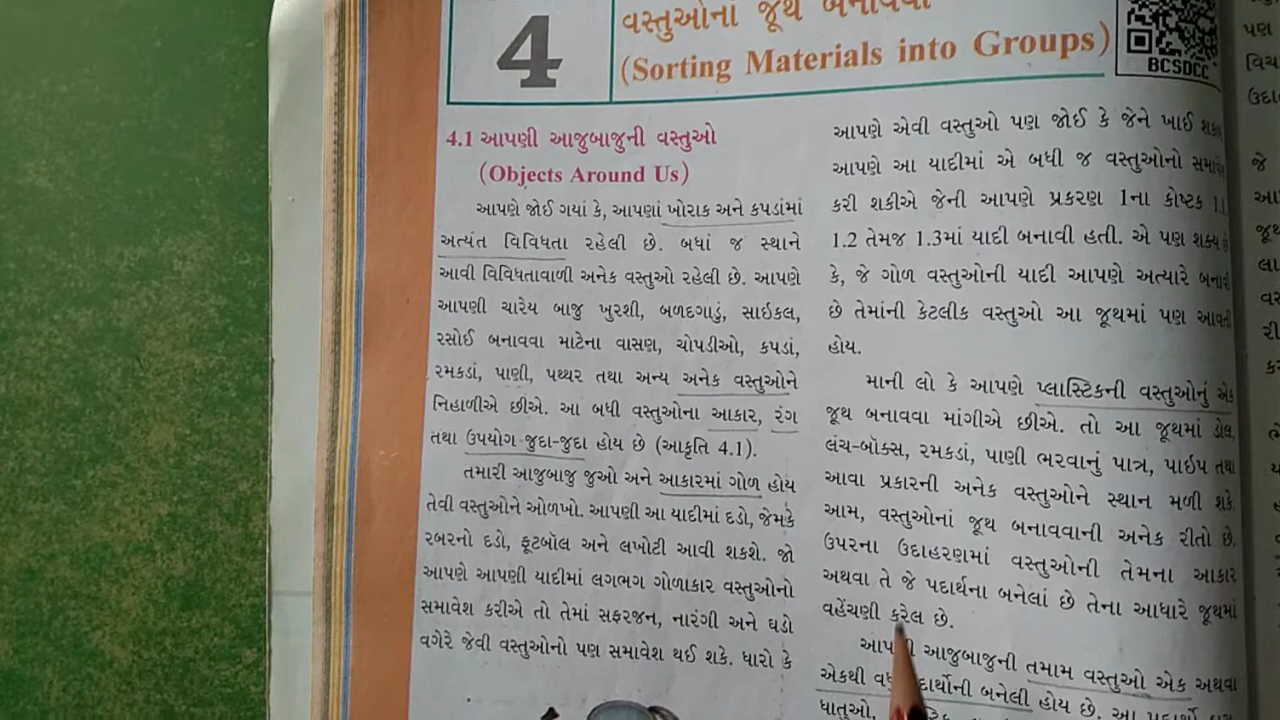 4
વસ્તુઓનાં જૂથ બનાવવાં
(Sorting Materials into Groups)
BCSDCC
4.1 આપણી આજુબાજુની વસ્તુઓ
(Objects Around Us)
આપણે જોઈ ગયાં કે, આપણાં ખોરાક અને કપડાંમાં
અત્યંત વિવિધતા રહેલી છે. બધાં જ સ્થાને
આવી વિવિધતાવાળી અનેક વસ્તુઓ રહેલી છે. આપણે
આપણી ચારેય બાજુ ખુરશી, બળદગાડું, સાઇકલ,
રસોઈ બનાવવા માટેના વાસણ, ચોપડીઓ, કપડાં,
રમકડાં, પાણી, પથ્થર તથા અન્ય અનેક વસ્તુઓને
નિહાળીએ છીએ. આ બધી વસ્તુઓના આકાર, રંગ
તથા ઉપયોગ જુદા-જુદા હોય છે (આકૃતિ 4.1).
તમારી આજુબાજુ જુઓ અને આકારમાં ગોળ હોય
તેવી વસ્તુઓને ઓળખો. આપણી આ યાદીમાં દડો, જેમકે
રબરનો દડો, ફૂટબૉલ અને લખોટી આવી શકશે. જો
આપણે આપણી યાદીમાં લગભગ ગોળાકાર વસ્તુઓનો
સમાવેશ કરીએ તો તેમાં સફરજન, નારંગી અને ઘડો
વગેરે જેવી વસ્તુઓનો પણ સમાવેશ થઈ શકે. ધારો કે
આપણે એવી વસ્તુઓ પણ જોઈ કે જેને ખાઈ
આપણે આ યાદીમાં એ બધી જ વસ્તુઓનો
કરી શકીએ જેની આપણે પ્રકરણ 1ના કોષ્ટક 1.1
1.2 તેમજ 1.3માં યાદી બનાવી હતી. એ પણ શક્ય છે
કે, જે ગોળ વસ્તુઓની યાદી આપણે અત્યારે બનાવી
છે તેમાંની કેટલીક વસ્તુઓ આ જૂથમાં પણ આવતી
હોય.
માની લો કે આપણે પ્લાસ્ટિકની વસ્તુઓનું એક
જૂથ બનાવવા માંગીએ છીએ. તો આ જૂથમાં ડોલ,
લંચ-બૉક્સ, રમકડાં, પાણી ભરવાનું પાત્ર, પાઇપ તથા
આવા પ્રકારની અનેક વસ્તુઓને સ્થાન મળી શકે.
આમ, વસ્તુઓનાં જૂથ બનાવવાની અનેક રીતો છે.
ઉપરના ઉદાહરણમાં વસ્તુઓની તેમના આકાર
અથવા તે જે પદાર્થના બનેલાં છે તેના આધારે જૂથમાં
વહેંચણી કરેલ છે.
આજુબાજુની તમામ વસ્તુઓ એક અથવા
એકથી બનેલી હોય છે. આ
ધાતુઓ,
પણ
જે